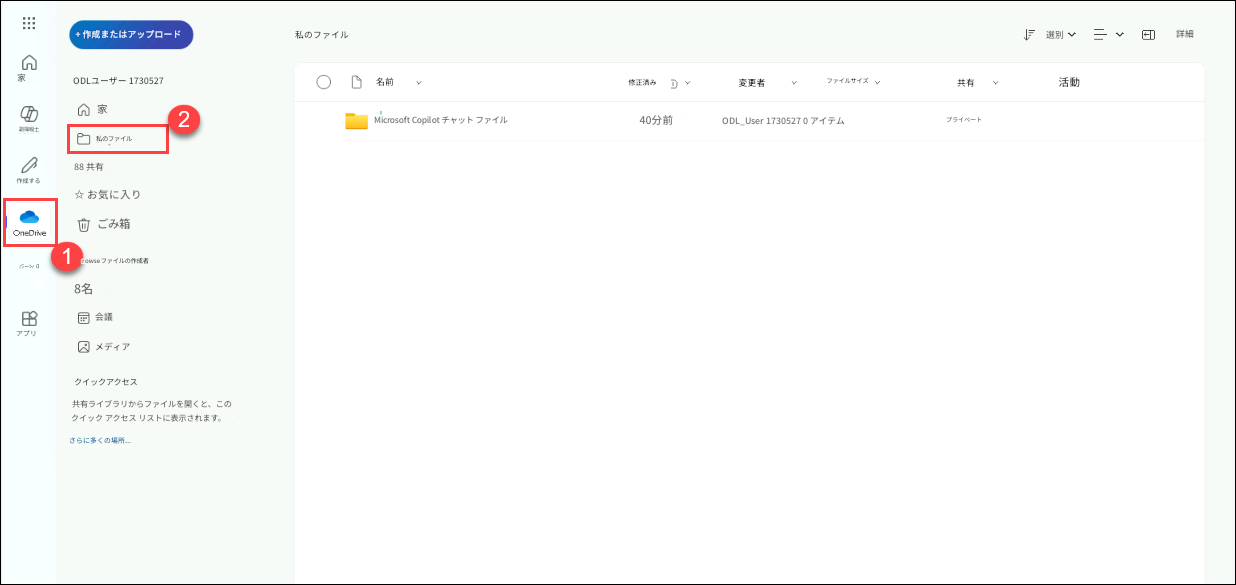 家
副操縦士
作成する
OneDrive
アプリ
+ 作成またはアップロード
ODLユーザー 1730527
家
私のファイル
2
88 共有
☆ お気に入り
ごみ箱
1
owse ファイルの作成者
8名
会議
メディア
クイックアクセス
共有ライブラリからファイルを開くと、この
クイック アクセス リストに表示されます。
さらに多くの場所...
私のファイル
選別
詳細
名前 修正済み 変更者 ファイルサイズ 共有 活動
Microsoft Copilot チャット ファイル 40分前 ODL_User 1730527 0 アイテム プライベート